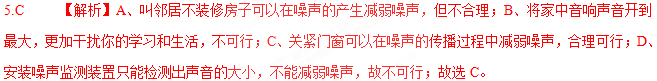 5.C 【解析】A、叫邻居不装修房子可以在噪声的产生减弱噪声，但不合理；B、将家中音响声音开到
最大，更加干扰你的学习和生活，不可行；C、关紧门窗可以在噪声的传播过程中减弱噪声，合理可行；D、
安装噪声监测装置只能检测出声音的大小，不能减弱噪声，故不可行；故选 C。